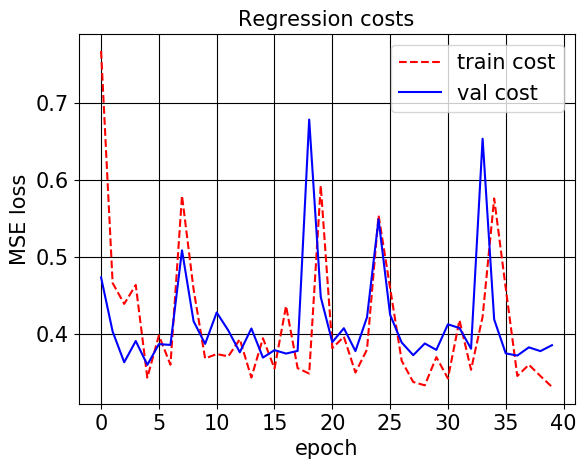 Regression costs
train cost
val cost
MSE loss
0.7
0.6
0.5
0.4
0 5 10 15 20 25 30 35 40
epoch